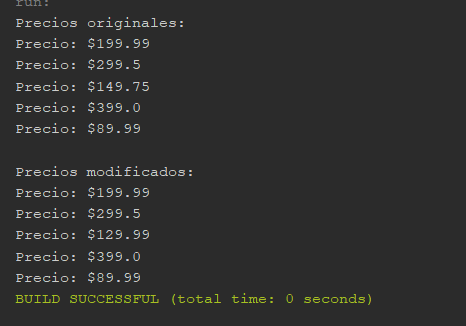 run:
Precios originales:
Precio: $199.99
Precio: $299.5
Precio: $149.75
Precio: $399.0
Precio: $89.99

Precios modificados:
Precio: $199.99
Precio: $299.5
Precio: $129.99
Precio: $399.0
Precio: $89.99
BUILD SUCCESSFUL (total time: 0 seconds)